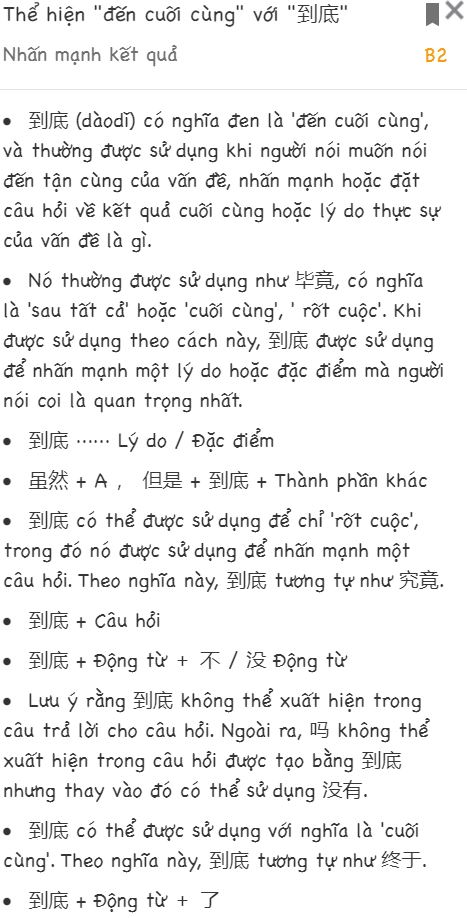 Thể hiện "đến cuối cùng" với "到底"
Nhấn mạnh kết quả
B2
• 到底 (dàodǐ) có nghĩa đen là 'đến cuối cùng',
và thường được sử dụng khi người nói muốn nói
đến tận cùng của vấn đề, nhấn mạnh hoặc đặt
câu hỏi về kết quả cuối cùng hoặc lý do thực sự
của vấn đề là gì.
• Nó thường được sử dụng như 毕竟, có nghĩa
là 'sau tất cả' hoặc 'cuối cùng', ' rốt cuộc'. Khi
được sử dụng theo cách này, 到底 được sử dụng
để nhấn mạnh một lý do hoặc đặc điểm mà người
nói coi là quan trọng nhất.
• 到底 …… Lý do / Đặc điểm
• 虽然 + A ， 但是 + 到底 + Thành phần khác
• 到底 có thể được sử dụng để chỉ 'rốt cuộc',
trong đó nó được sử dụng để nhấn mạnh một
câu hỏi. Theo nghĩa này, 到底 tương tự như 究竟.
• 到底 + Câu hỏi
• 到底 + Động từ + 不 / 没 Động từ
• Lưu ý rằng 到底 không thể xuất hiện trong
câu trả lời cho câu hỏi. Ngoài ra, 吗 không thể
xuất hiện trong câu hỏi được tạo bằng 到底
nhưng thay vào đó có thể sử dụng 没有.
• 到底 có thể được sử dụng với nghĩa là 'cuối
cùng'. Theo nghĩa này, 到底 tương tự như 终于.
• 到底 + Động từ + 了